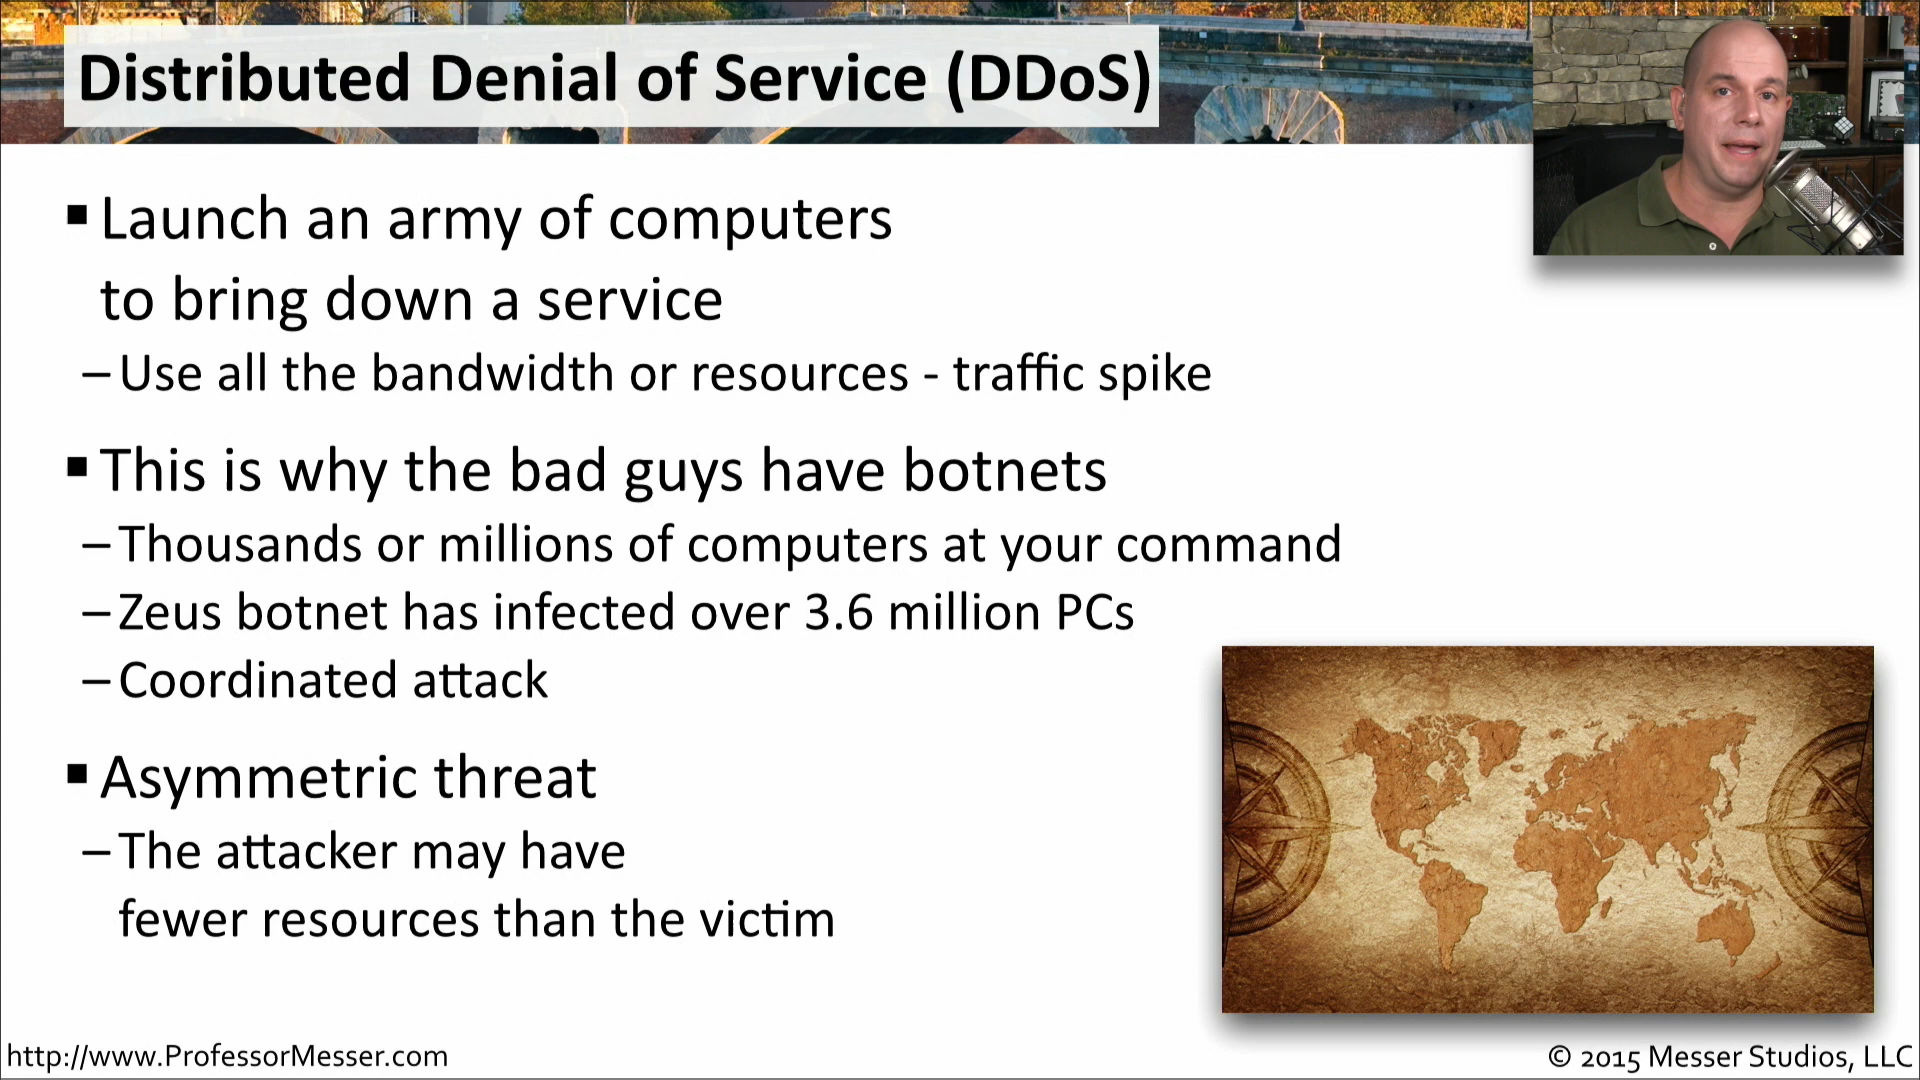 Distributed Denial of Service (DDoS)
▪ Launch an army of computers
to bring down a service
– Use all the bandwidth or resources - traffic spike
▪ This is why the bad guys have botnets
– Thousands or millions of computers at your command
– Zeus botnet has infected over 3.6 million PCs
– Coordinated attack
▪ Asymmetric threat
– The attacker may have
fewer resources than the victim
http://www.ProfessorMesser.com
© 2015 Messer Studios, LLC